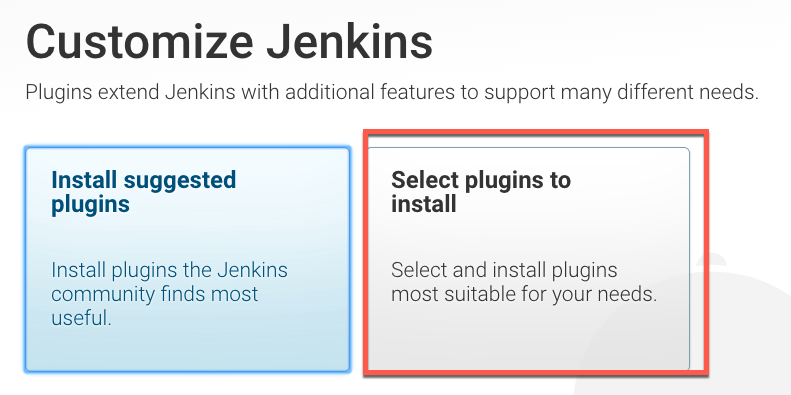 Customize Jenkins
Plugins extend Jenkins with additional features to support many different needs.
Install suggested
plugins
Install plugins the Jenkins
community finds most
useful.
Select plugins to
install
Select and install plugins
most suitable for your needs.